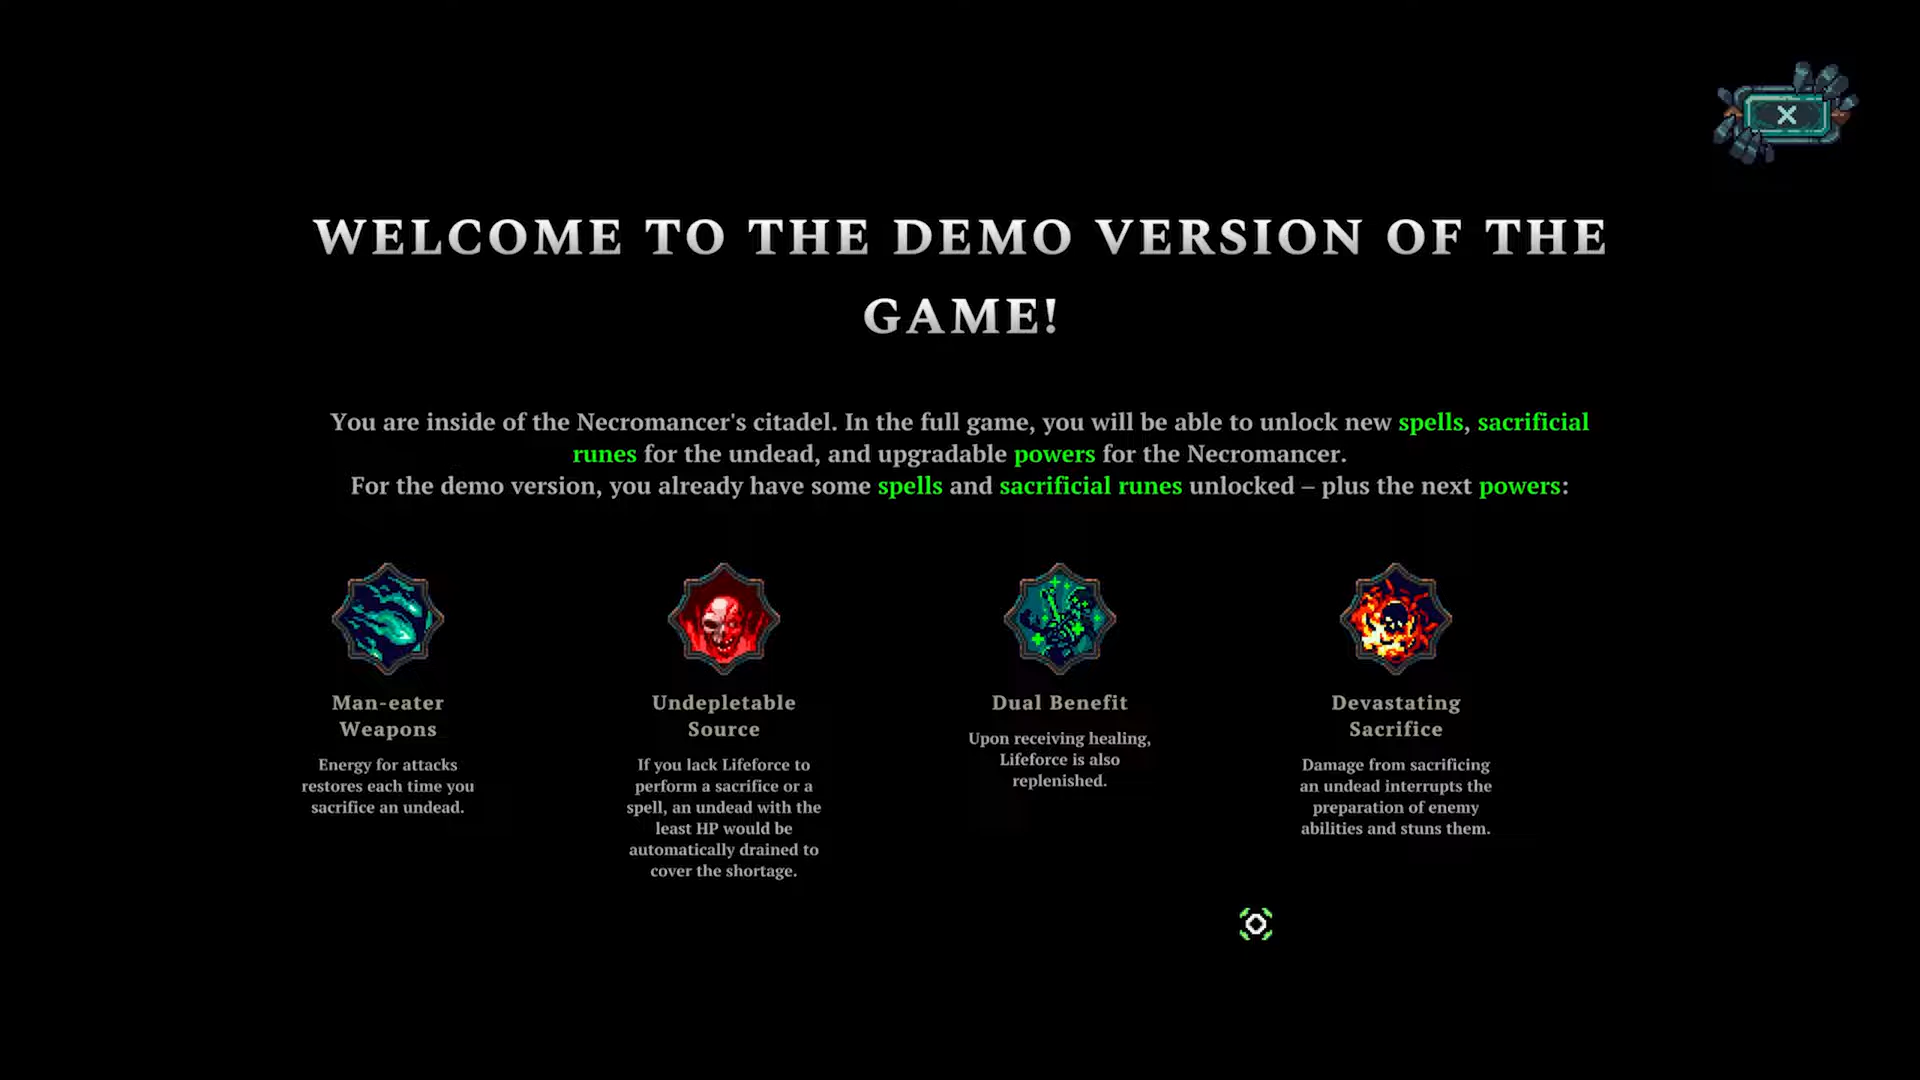 X
WELCOME TO THE DEMO VERSION OF THE
GAME!
You are inside of the Necromancer's citadel. In the full game, you will be able to unlock new spells, sacrificial
runes for the undead, and upgradable powers for the Necromancer.
For the demo version, you already have some spells and sacrificial runes unlocked – plus the next powers:
Man-eater
Weapons
Energy for attacks
restores each time you
sacrifice an undead.
Undepletable
Source
If you lack Lifeforce to
perform a sacrifice or a
spell, an undead with the
least HP would be
automatically drained to
cover the shortage.
Dual Benefit
Upon receiving healing,
Lifeforce is also
replenished.
Devastating
Sacrifice
Damage from sacrificing
an undead interrupts the
preparation of enemy
abilities and stuns them.